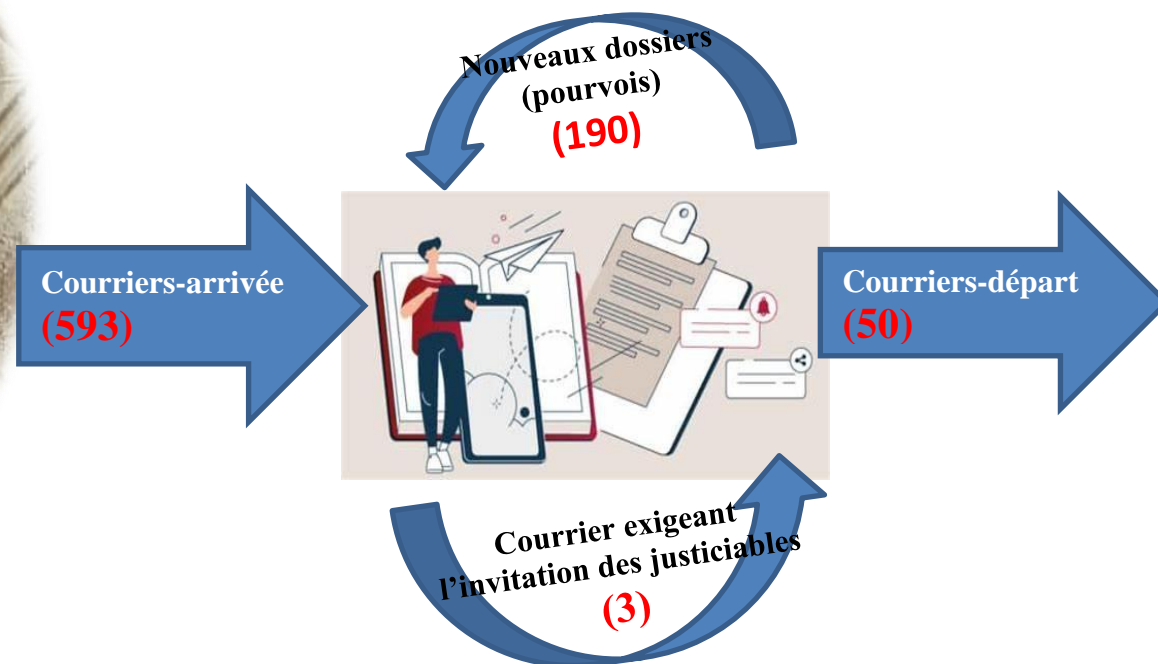 Nouveaux dossiers
(pourvois)
(190)
Courriers-arrivée
(593)
Courriers-départ
(50)
Courrier exigeant
l’invitation des justiciables
(3)